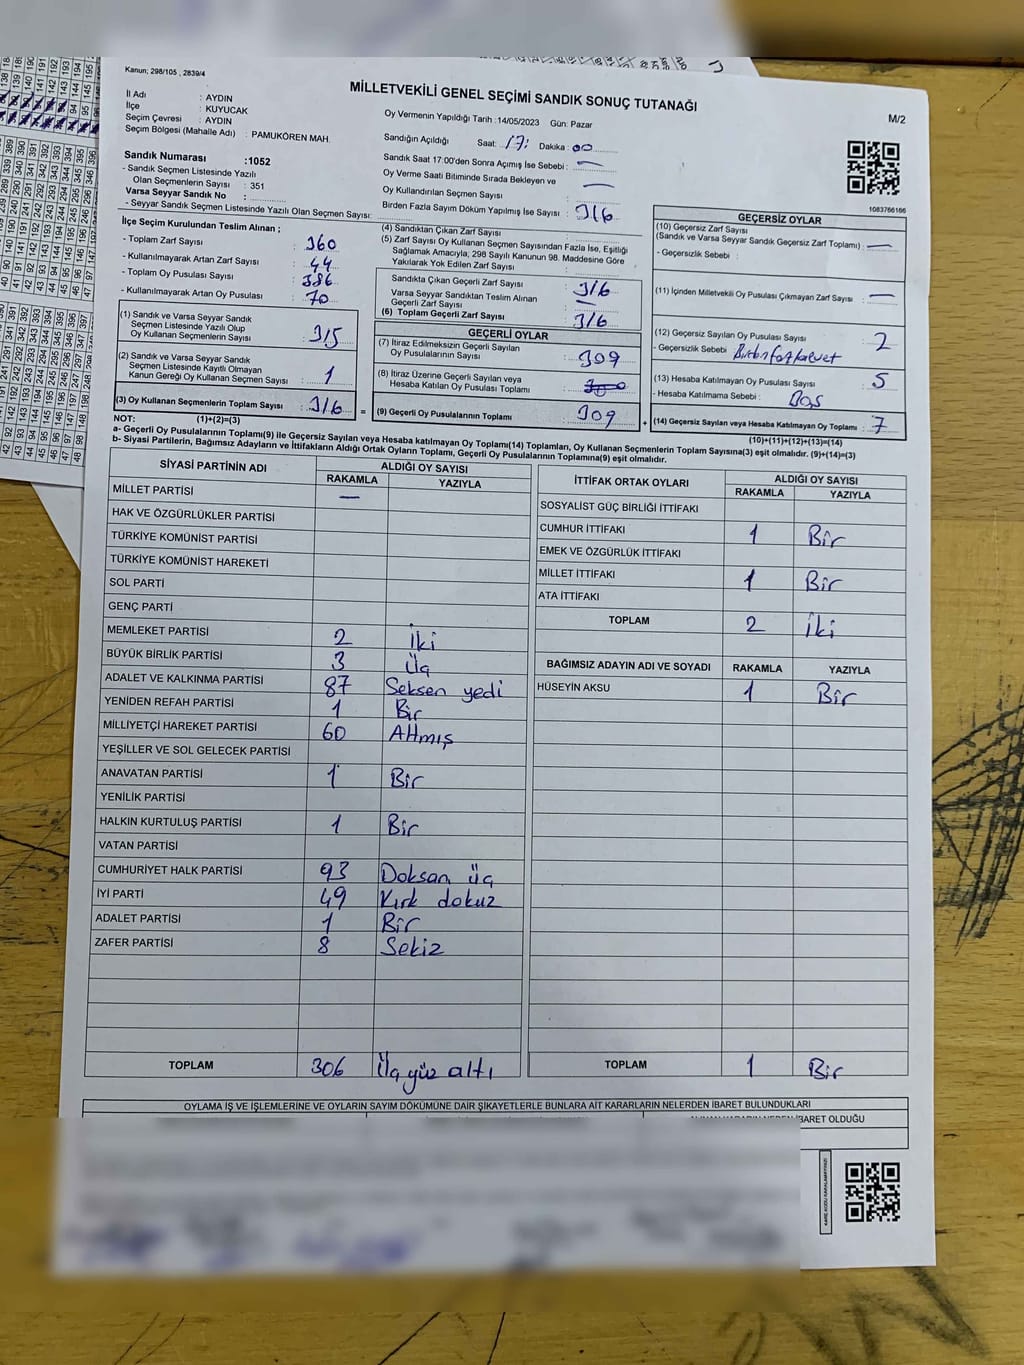 Kanun: 298/105 , 2839/4
MİLLETVEKİLİ GENEL SEÇİMİ SANDIK SONUÇ TUTANAĞI
M/2
İl Adı : AYDIN
İlçe : KUYUCAK
Seçim Çevresi : AYDIN
Seçim Bölgesi (Mahalle Adı) : PAMUKÖREN MAH.
Oy Vermenin Yapıldığı Tarih :14/05/2023 Gün: Pazar
Sandığın Açıldığı Saat: 17: Dakika: 00
Sandık Saat 17:00'den Sonra Açımış İse Sebebi : —
Oy Verme Saati Bitiminde Sırada Bekleyen ve
Oy Kullandırılan Seçmen Sayısı : —
Birden Fazla Sayım Döküm Yapılmış İse Sayısı :
Sandık Numarası :1052
- Sandık Seçmen Listesinde Yazılı
Olan Seçmenlerin Sayısı : 351
Varsa Seyyar Sandık No :
- Seyyar Sandık Seçmen Listesinde Yazılı Olan Seçmen Sayısı:
1083766166
İlçe Seçim Kurulundan Teslim Alınan ;
- Toplam Zarf Sayısı : 360
- Kullanılmayarak Artan Zarf Sayısı : 44
- Toplam Oy Pusulası Sayısı : 386
- Kullanılmayarak Artan Oy Pusulası : 70
(1) Sandık ve Varsa Seyyar Sandık
Seçmen Listesinde Yazılı Olup
Oy Kullanan Seçmenlerin Sayısı : 315
(2) Sandık ve Varsa Seyyar Sandık
Seçmen Listesinde Kayıtlı Olmayan
Kanun Gereği Oy Kullanan Seçmen Sayısı : 1
(3) Oy Kullanan Seçmenlerin Toplam Sayısı : 316
(1)+(2)=(3)
(4) Sandıktan Çıkan Zarf Sayısı : 316
(5) Zarf Sayısı Oy Kullanan Seçmen Sayısından Fazla İse, Eşitliği
Sağlamak Amacıyla, 298 Sayılı Kanunun 98. Maddesine Göre
Yakılarak Yok Edilen Zarf Sayısı :
Sandıkta Çıkan Geçerli Zarf Sayısı : 316
Varsa Seyyar Sandıktan Teslim Alınan
Geçerli Zarf Sayısı : —
(6) Toplam Geçerli Zarf Sayısı : 316
GEÇERLİ OYLAR
(7) İtiraz Edilmeksizin Geçerli Sayılan
Oy Pusulalarının Sayısı : 309
(8) İtiraz Üzerine Geçerli Sayılan veya
Hesaba Katılan Oy Pusulası Toplamı :
= (9) Geçerli Oy Pusulalarının Toplamı : 309
GEÇERSİZ OYLAR
(10) Geçersiz Zarf Sayısı
(Sandık ve Varsa Seyyar Sandık Geçersiz Zarf Toplamı) : —
- Geçersizlik Sebebi :
(11) İçinden Milletvekili Oy Pusulası Çıkmayan Zarf Sayısı : —
(12) Geçersiz Sayılan Oy Pusulası Sayısı : 2
- Geçersizlik Sebebi :
(13) Hesaba Katılmayan Oy Pusulası Sayısı : 5
- Hesaba Katılmama Sebebi : Boş
+ (14) Geçersiz Sayılan veya Hesaba Katılmayan Oy Toplamı : 7
(10)+(11)+(12)+(13)=(14)
NOT:
a- Geçerli Oy Pusulalarının Toplamı(9) ile Geçersiz Sayılan veya Hesaba katılmayan Oy Toplamı(14) Toplamları, Oy Kullanan Seçmenlerin Toplam Sayısına(3) eşit olmalıdır. (9)+(14)=(3)
b- Siyasi Partilerin, Bağımsız Adayların ve İttifakların Aldığı Ortak Oyların Toplamı, Geçerli Oy Pusulalarının Toplamına(9) eşit olmalıdır.
SİYASİ PARTİNİN ADI ALDIĞI OY SAYISI
RAKAMLA YAZIYLA
MİLLET PARTİSİ —
HAK VE ÖZGÜRLÜKLER PARTİSİ
TÜRKİYE KOMÜNİST PARTİSİ
TÜRKİYE KOMÜNİST HAREKETİ
SOL PARTİ
GENÇ PARTİ
MEMLEKET PARTİSİ 2 İki
BÜYÜK BİRLİK PARTİSİ 3 Üç
ADALET VE KALKINMA PARTİSİ 87 Seksen yedi
YENİDEN REFAH PARTİSİ 1 Bir
MİLLİYETÇİ HAREKET PARTİSİ 60 Altmış
YEŞİLLER VE SOL GELECEK PARTİSİ
ANAVATAN PARTİSİ 1 Bir
YENİLİK PARTİSİ
HALKIN KURTULUŞ PARTİSİ 1 Bir
VATAN PARTİSİ
CUMHURİYET HALK PARTİSİ 93 Doksan üç
İYİ PARTİ 49 Kırk dokuz
ADALET PARTİSİ 1 Bir
ZAFER PARTİSİ 8 Sekiz
TOPLAM 306 Üç yüz altı
İTTİFAK ORTAK OYLARI ALDIĞI OY SAYISI
RAKAMLA YAZIYLA
SOSYALİST GÜÇ BİRLİĞİ İTTİFAKI
CUMHUR İTTİFAKI 1 Bir
EMEK VE ÖZGÜRLÜK İTTİFAKI
MİLLET İTTİFAKI 1 Bir
ATA İTTİFAKI
TOPLAM 2 İki
BAĞIMSIZ ADAYIN ADI VE SOYADI RAKAMLA YAZIYLA
HÜSEYİN AKSU 1 Bir
TOPLAM 1 Bir
OYLAMA İŞ VE İŞLEMLERİNE VE OYLARIN SAYIM DÖKÜMÜNE DAİR ŞİKAYETLERLE BUNLARA AİT KARARLARIN NELERDEN İBARET BULUNDUKLARI
İBARET OLDUĞU